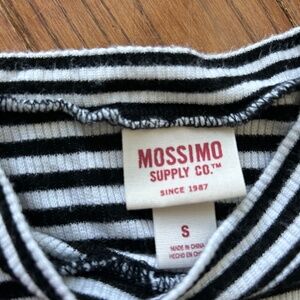 MOSSIMO
SUPPLY CO.™
SINCE 1987
S
MADE IN CHINA
HECHO EN CHINA